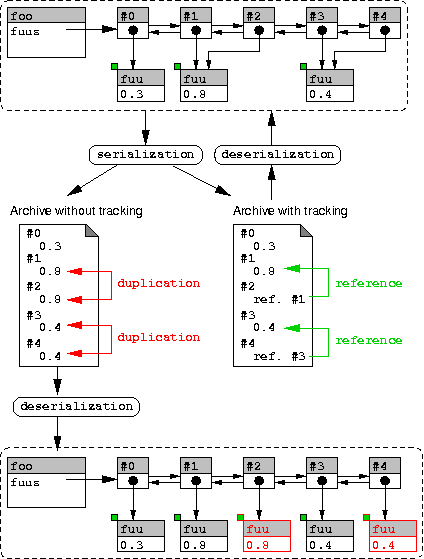 foo #0 #1 #2 #3 #4
fuus
fuu fuu fuu
0.3 0.9 0.4
serialization deserialization
Archive without tracking Archive with tracking
#0 #0
0.3 0.3
#1 #1
0.9 0.9
duplication reference
#2 #2
0.9 ref. #1
#3 #3
0.4 0.4
duplication reference
#4 #4
0.4 ref. #3
deserialization
foo #0 #1 #2 #3 #4
fuus
fuu fuu fuu fuu fuu
0.3 0.9 0.9 0.4 0.4